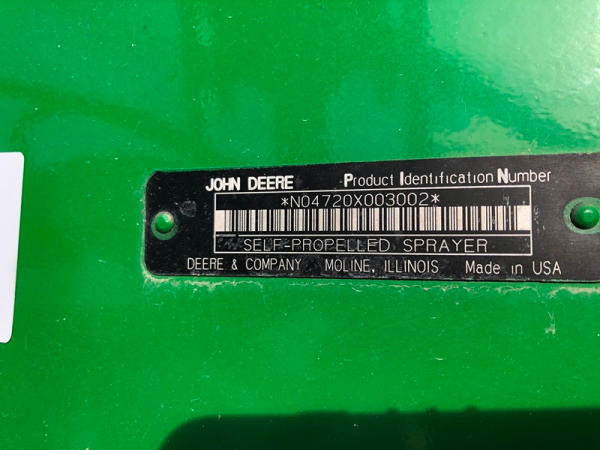 JOHN DEERE Product Identification Number
*N04720X003002*
SELF-PROPELLED SPRAYER
DEERE & COMPANY MOLINE, ILLINOIS Made in USA